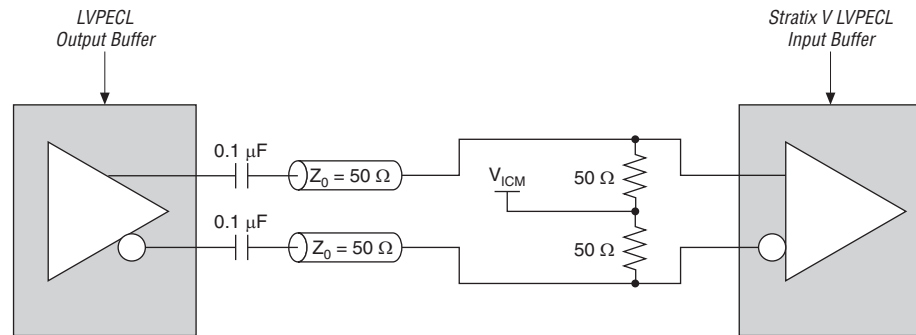 LVPECL
Output Buffer
Stratix V LVPECL
Input Buffer
0.1 μF
Z0 = 50 Ω
VICM
50 Ω
0.1 μF
Z0 = 50 Ω
50 Ω